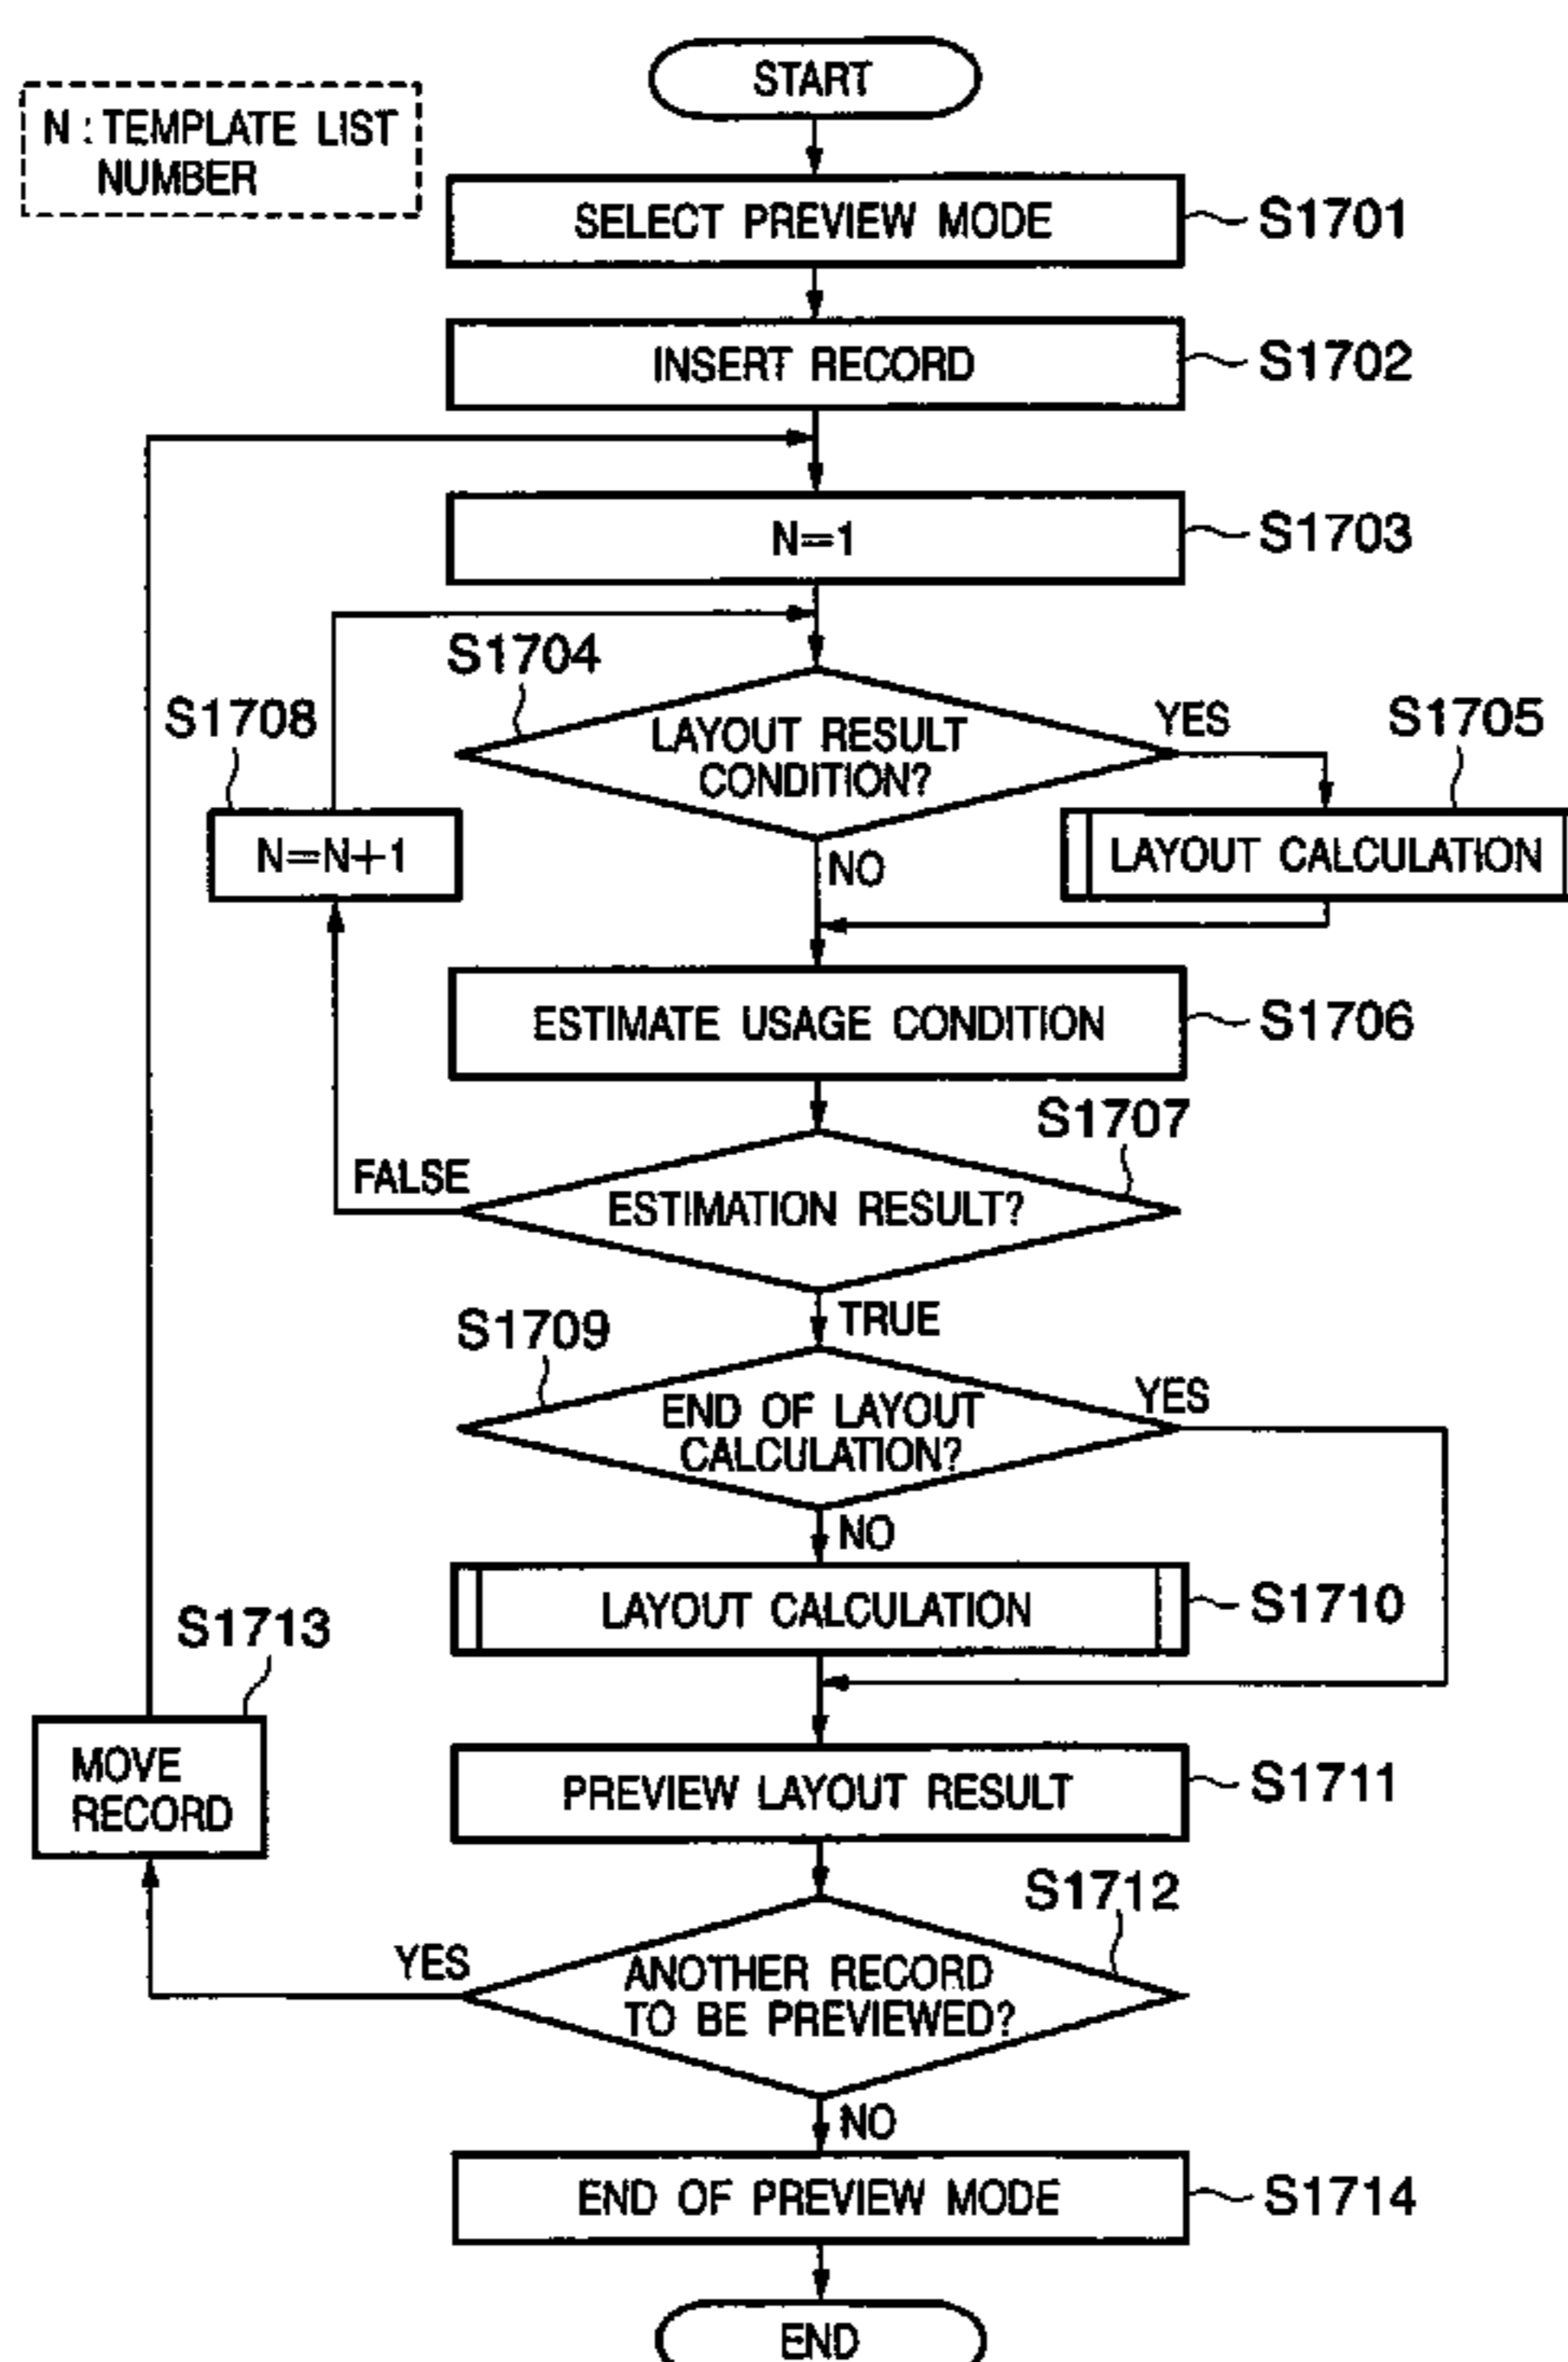 START
N : TEMPLATE LIST
NUMBER
SELECT PREVIEW MODE
S1701
INSERT RECORD
S1702
N=1
S1703
S1704
LAYOUT RESULT
CONDITION?
YES
S1705
S1708
N=N+1
LAYOUT CALCULATION
NO
ESTIMATE USAGE CONDITION
S1706
S1707
FALSE
ESTIMATION RESULT?
TRUE
S1709
END OF LAYOUT
CALCULATION?
YES
NO
LAYOUT CALCULATION
S1710
S1713
MOVE
RECORD
PREVIEW LAYOUT RESULT
S1711
S1712
YES
ANOTHER RECORD
TO BE PREVIEWED?
NO
END OF PREVIEW MODE
S1714
END